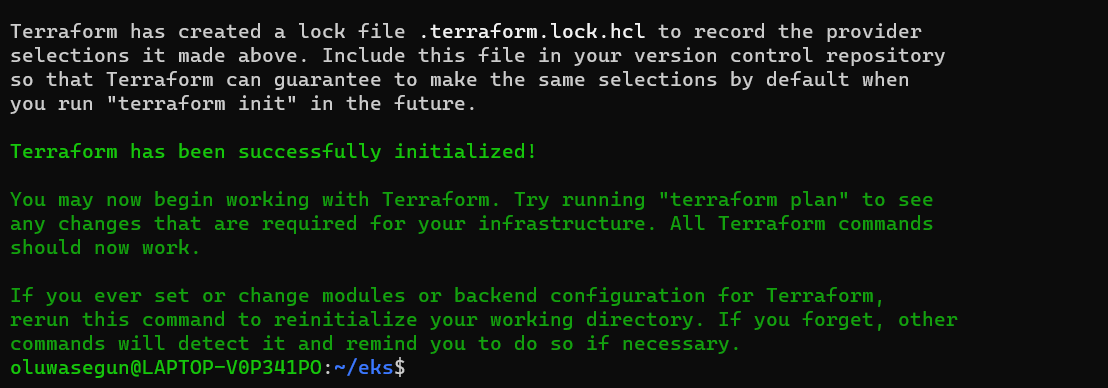 Terraform has created a lock file .terraform.lock.hcl to record the provider
selections it made above. Include this file in your version control repository
so that Terraform can guarantee to make the same selections by default when
you run "terraform init" in the future.
Terraform has been successfully initialized!
You may now begin working with Terraform. Try running "terraform plan" to see
any changes that are required for your infrastructure. All Terraform commands
should now work.
If you ever set or change modules or backend configuration for Terraform,
rerun this command to reinitialize your working directory. If you forget, other
commands will detect it and remind you to do so if necessary.
oluwasegun@LAPTOP-V0P341PO:~/eks$